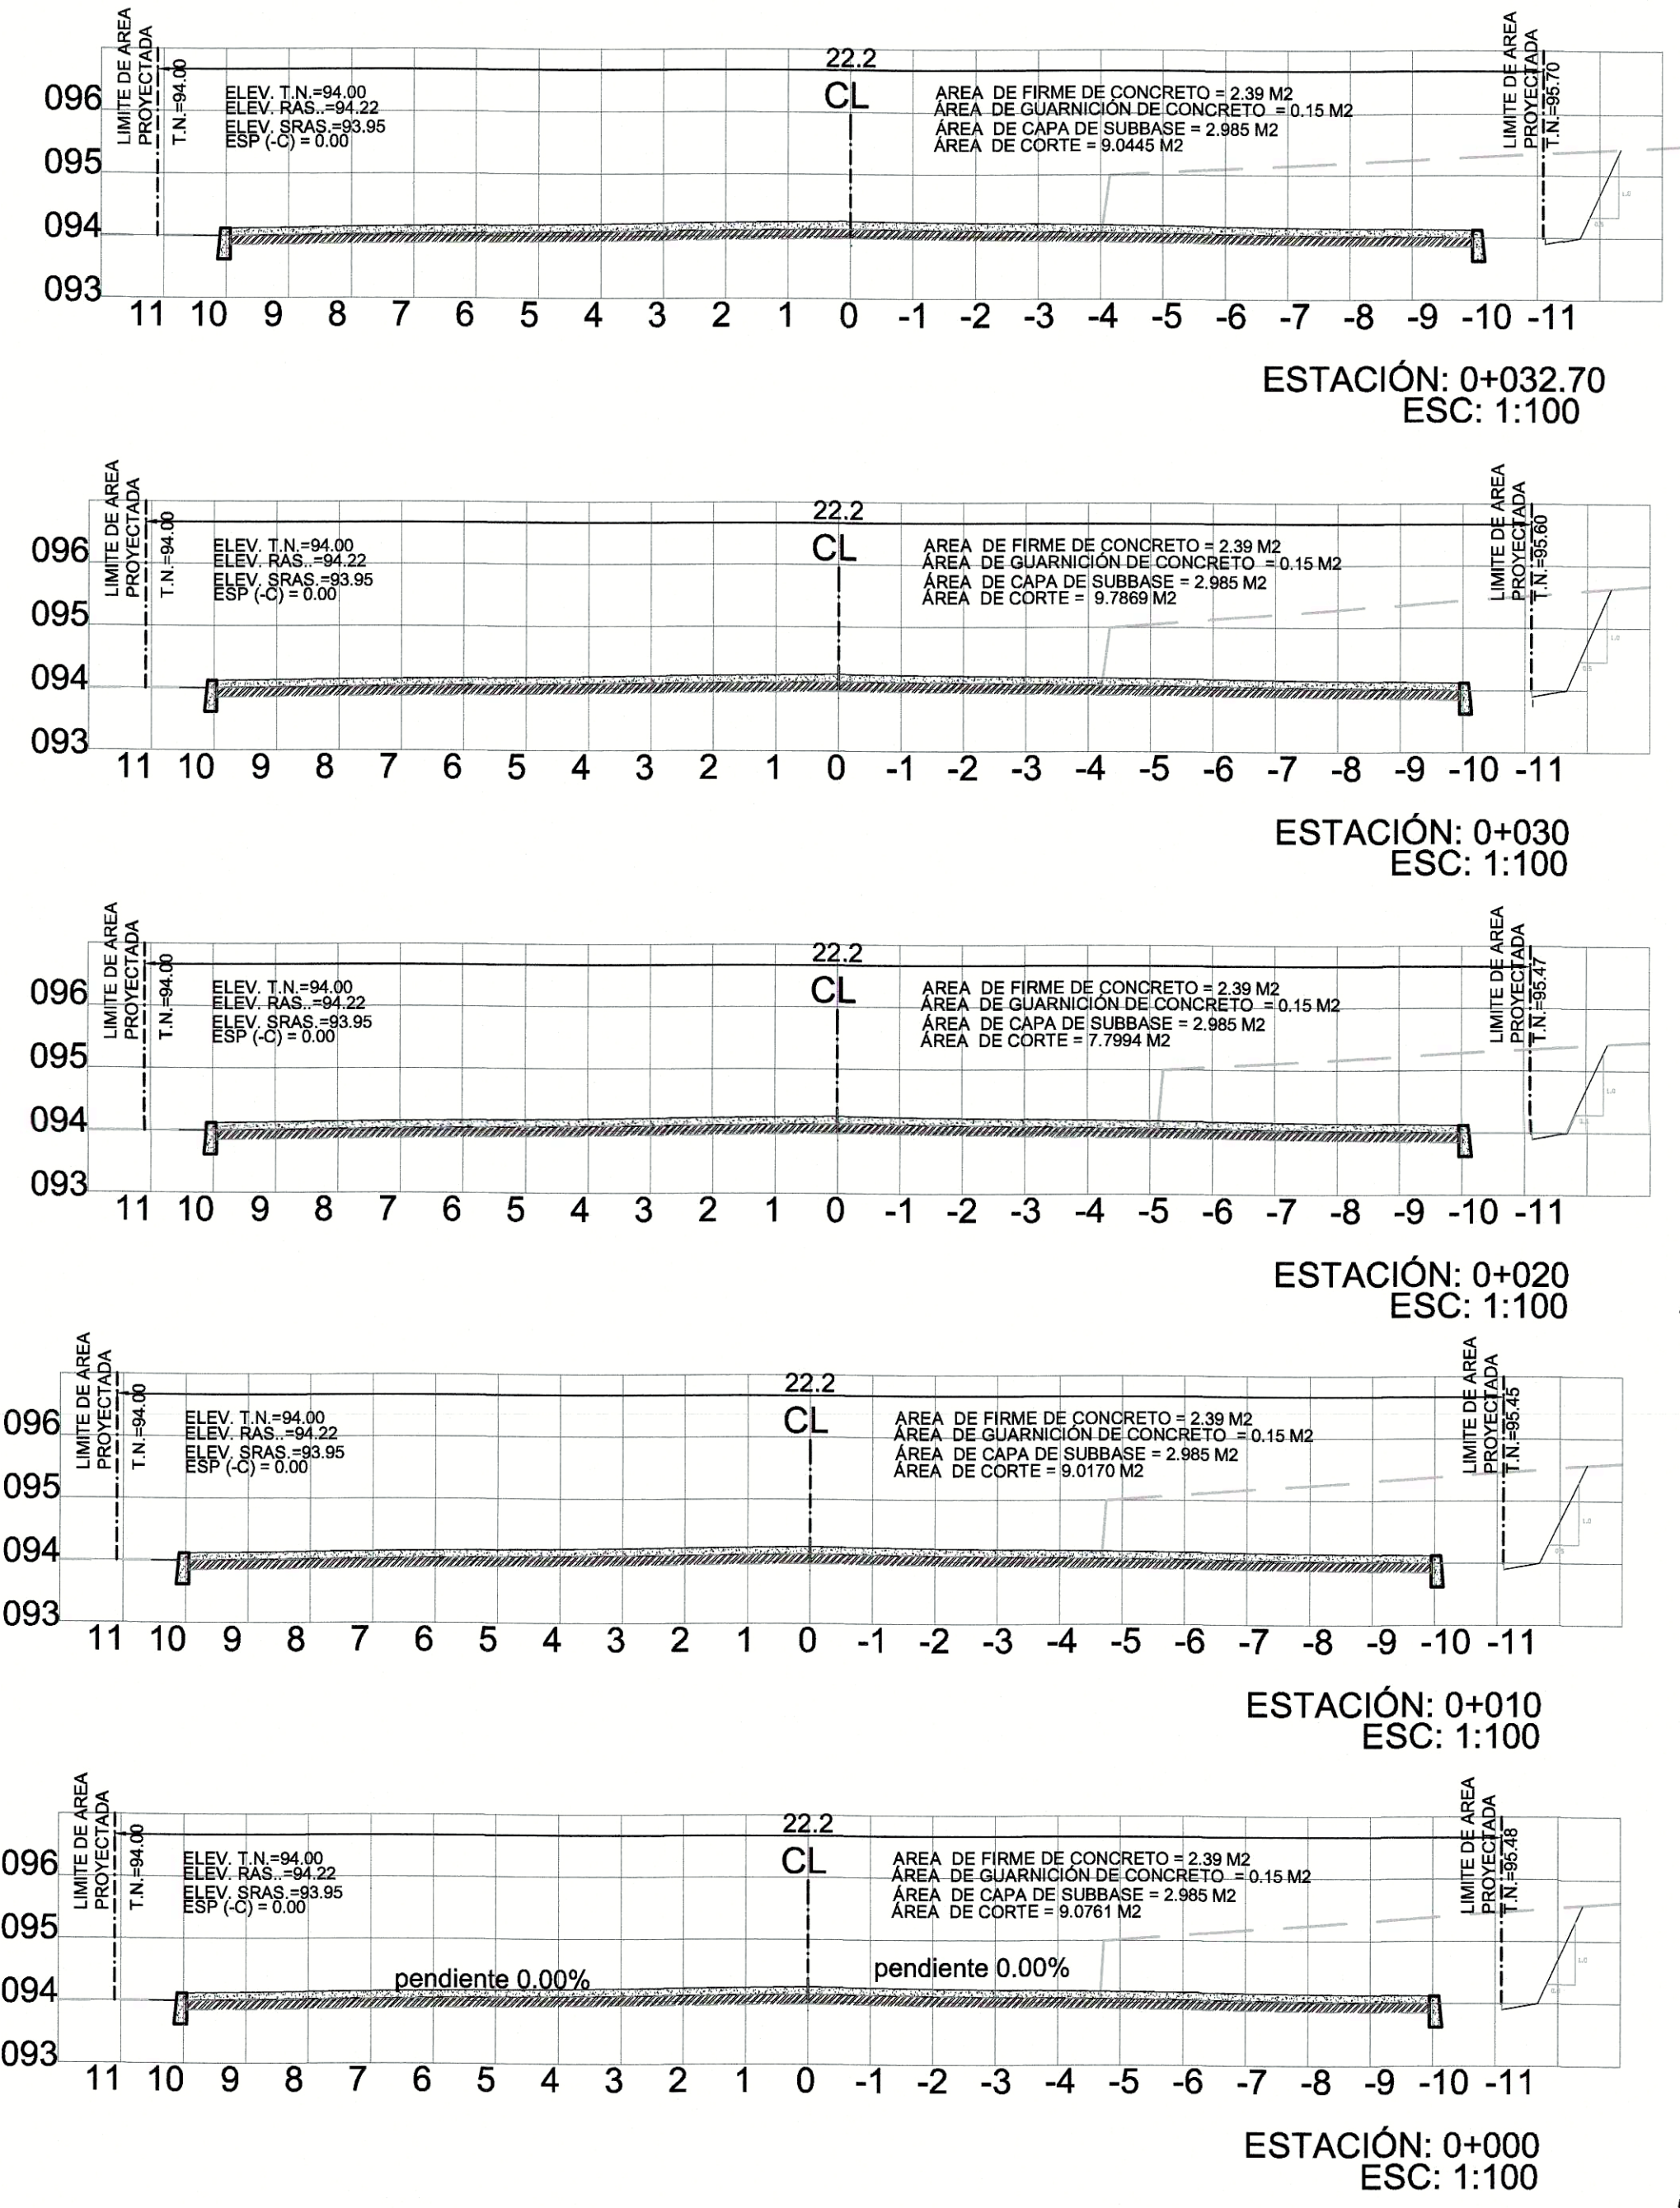 LIMITE DE AREA
PROYECTADA
T.N.=94.00
22.2
LIMITE DE AREA
PROYECTADA
T.N.=95.70
ELEV. T.N.=94.00
ELEV. RAS..=94.22
ELEV. SRAS.=93.95
ESP (-C) = 0.00
CL
AREA DE FIRME DE CONCRETO = 2.39 M2
ÁREA DE GUARNICIÓN DE CONCRETO = 0.15 M2
ÁREA DE CAPA DE SUBBASE = 2.985 M2
ÁREA DE CORTE = 9.0445 M2
096
095
094
093
1.0
11 10 9 8 7 6 5 4 3 2 1 0 -1 -2 -3 -4 -5 -6 -7 -8 -9 -10 -11
ESTACIÓN: 0+032.70
ESC: 1:100
LIMITE DE AREA
PROYECTADA
T.N.=94.00
22.2
LIMITE DE AREA
PROYECTADA
T.N.=95.60
ELEV. T.N.=94.00
ELEV. RAS..=94.22
ELEV. SRAS.=93.95
ESP (-C) = 0.00
CL
AREA DE FIRME DE CONCRETO = 2.39 M2
ÁREA DE GUARNICIÓN DE CONCRETO = 0.15 M2
ÁREA DE CAPA DE SUBBASE = 2.985 M2
ÁREA DE CORTE = 9.7869 M2
096
095
094
093
1.0
0.5
11 10 9 8 7 6 5 4 3 2 1 0 -1 -2 -3 -4 -5 -6 -7 -8 -9 -10 -11
ESTACIÓN: 0+030
ESC: 1:100
LIMITE DE AREA
PROYECTADA
T.N.=94.00
22.2
LIMITE DE AREA
PROYECTADA
T.N.=95.47
ELEV. T.N.=94.00
ELEV. RAS..=94.22
ELEV. SRAS.=93.95
ESP (-C) = 0.00
CL
AREA DE FIRME DE CONCRETO = 2.39 M2
ÁREA DE GUARNICIÓN DE CONCRETO = 0.15 M2
ÁREA DE CAPA DE SUBBASE = 2.985 M2
ÁREA DE CORTE = 7.7994 M2
096
095
094
093
1.0
11 10 9 8 7 6 5 4 3 2 1 0 -1 -2 -3 -4 -5 -6 -7 -8 -9 -10 -11
ESTACIÓN: 0+020
ESC: 1:100
LIMITE DE AREA
PROYECTADA
T.N.=94.00
22.2
LIMITE DE AREA
PROYECTADA
T.N.=95.45
ELEV. T.N.=94.00
ELEV. RAS..=94.22
ELEV. SRAS.=93.95
ESP (-C) = 0.00
CL
AREA DE FIRME DE CONCRETO = 2.39 M2
ÁREA DE GUARNICIÓN DE CONCRETO = 0.15 M2
ÁREA DE CAPA DE SUBBASE = 2.985 M2
ÁREA DE CORTE = 9.0170 M2
096
095
094
093
1.0
11 10 9 8 7 6 5 4 3 2 1 0 -1 -2 -3 -4 -5 -6 -7 -8 -9 -10 -11
ESTACIÓN: 0+010
ESC: 1:100
LIMITE DE AREA
PROYECTADA
T.N.=94.00
22.2
LIMITE DE AREA
PROYECTADA
T.N.=95.48
ELEV. T.N.=94.00
ELEV. RAS..=94.22
ELEV. SRAS.=93.95
ESP (-C) = 0.00
CL
AREA DE FIRME DE CONCRETO = 2.39 M2
ÁREA DE GUARNICIÓN DE CONCRETO = 0.15 M2
ÁREA DE CAPA DE SUBBASE = 2.985 M2
ÁREA DE CORTE = 9.0761 M2
096
095
094
093
pendiente 0.00%
pendiente 0.00%
1.0
11 10 9 8 7 6 5 4 3 2 1 0 -1 -2 -3 -4 -5 -6 -7 -8 -9 -10 -11
ESTACIÓN: 0+000
ESC: 1:100